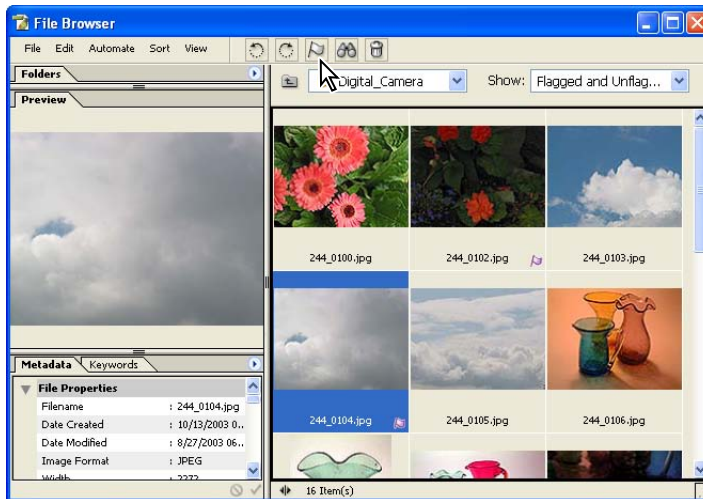 File Browser
File Edit Automate Sort View
Folders
Digital_Camera Show: Flagged and Unflag...
Preview
244_0100.jpg 244_0102.jpg 244_0103.jpg
Metadata Keywords
File Properties
Filename : 244_0104.jpg
Date Created : 10/13/2003 0..
Date Modified : 8/27/2003 06..
Image Format : JPEG
Width : 2272
244_0104.jpg 244_0105.jpg 244_0106.jpg
16 Item(s)